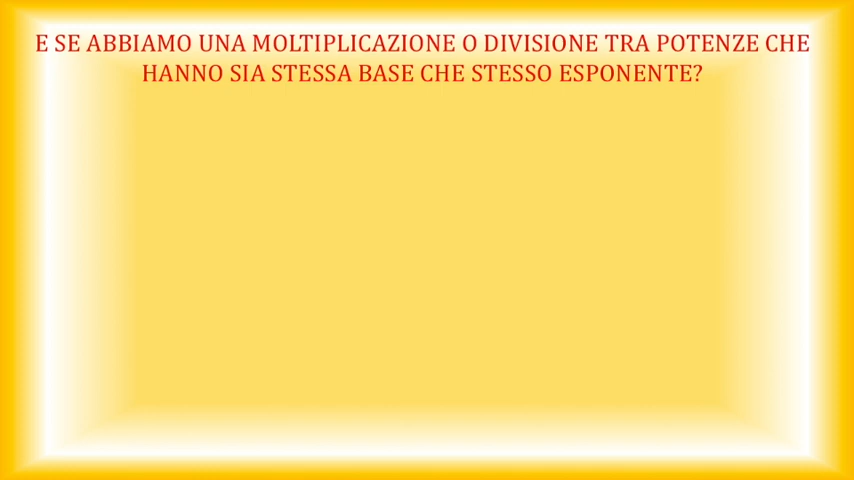 E SE ABBIAMO UNA MOLTIPLICAZIONE O DIVISIONE TRA POTENZE CHE
HANNO SIA STESSA BASE CHE STESSO ESPONENTE?